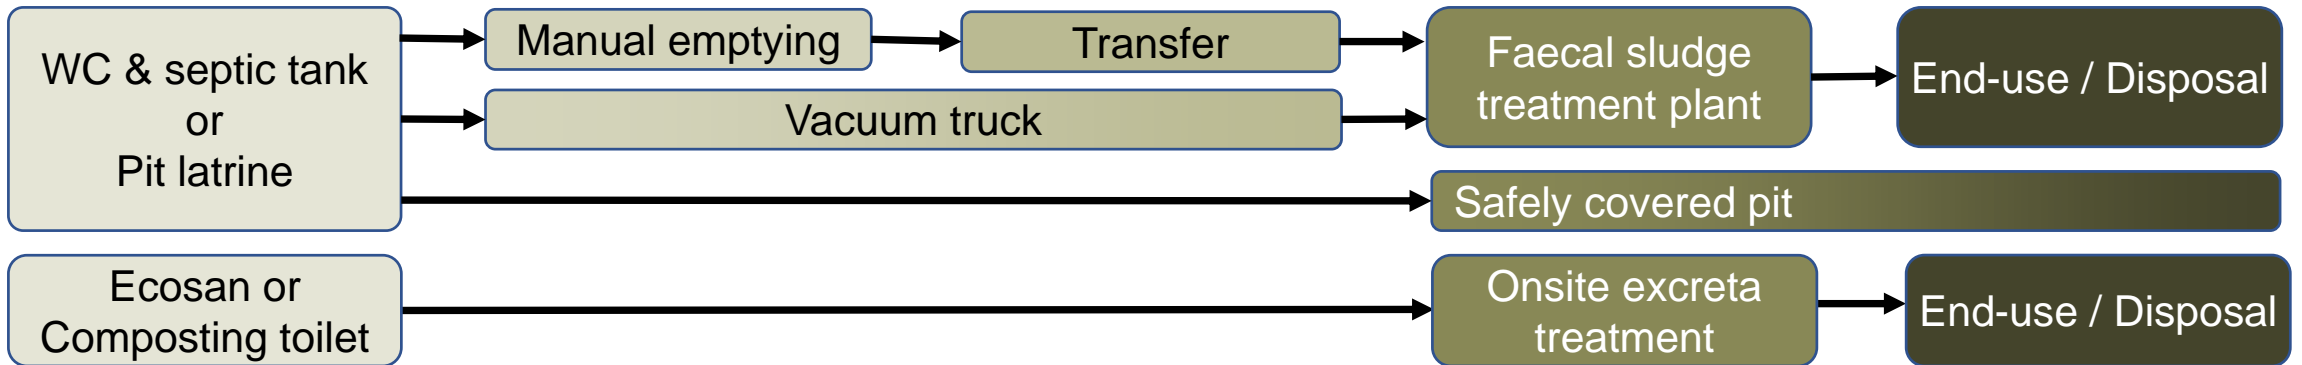 WC & septic tank
or
Pit latrine
Manual emptying
Transfer
Vacuum truck
Faecal sludge
treatment plant
End-use / Disposal
Safely covered pit
Ecosan or
Composting toilet
Onsite excreta
treatment
End-use / Disposal